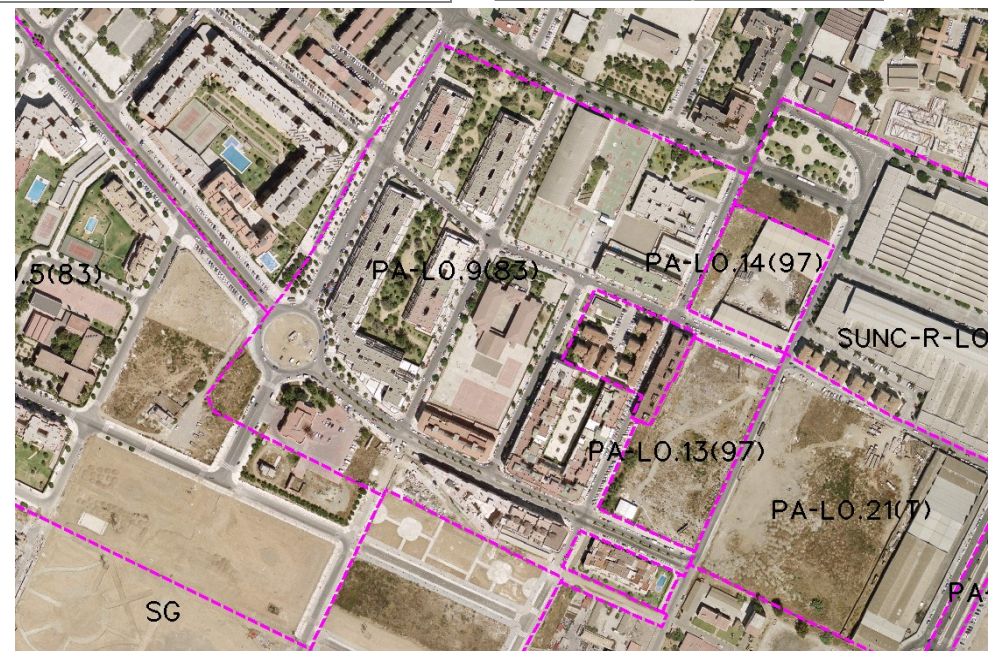 .5(83)
PA-LO.9(83)
PA-LO.14(97)
SUNC-R-LO
PA-LO.13(97)
PA-LO.21(T)
SG
PA-